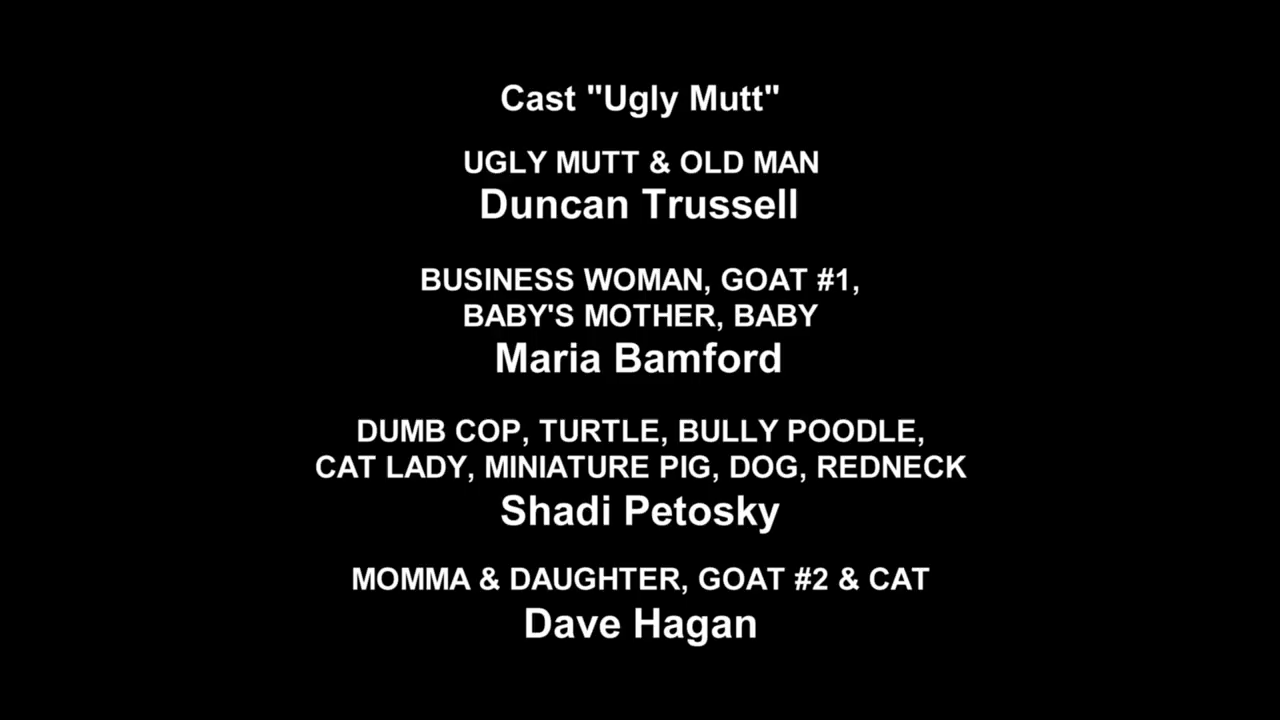 Cast "Ugly Mutt"
UGLY MUTT & OLD MAN
Duncan Trussell
BUSINESS WOMAN, GOAT #1,
BABY'S MOTHER, BABY
Maria Bamford
DUMB COP, TURTLE, BULLY POODLE,
CAT LADY, MINIATURE PIG, DOG, REDNECK
Shadi Petosky
MOMMA & DAUGHTER, GOAT #2 & CAT
Dave Hagan